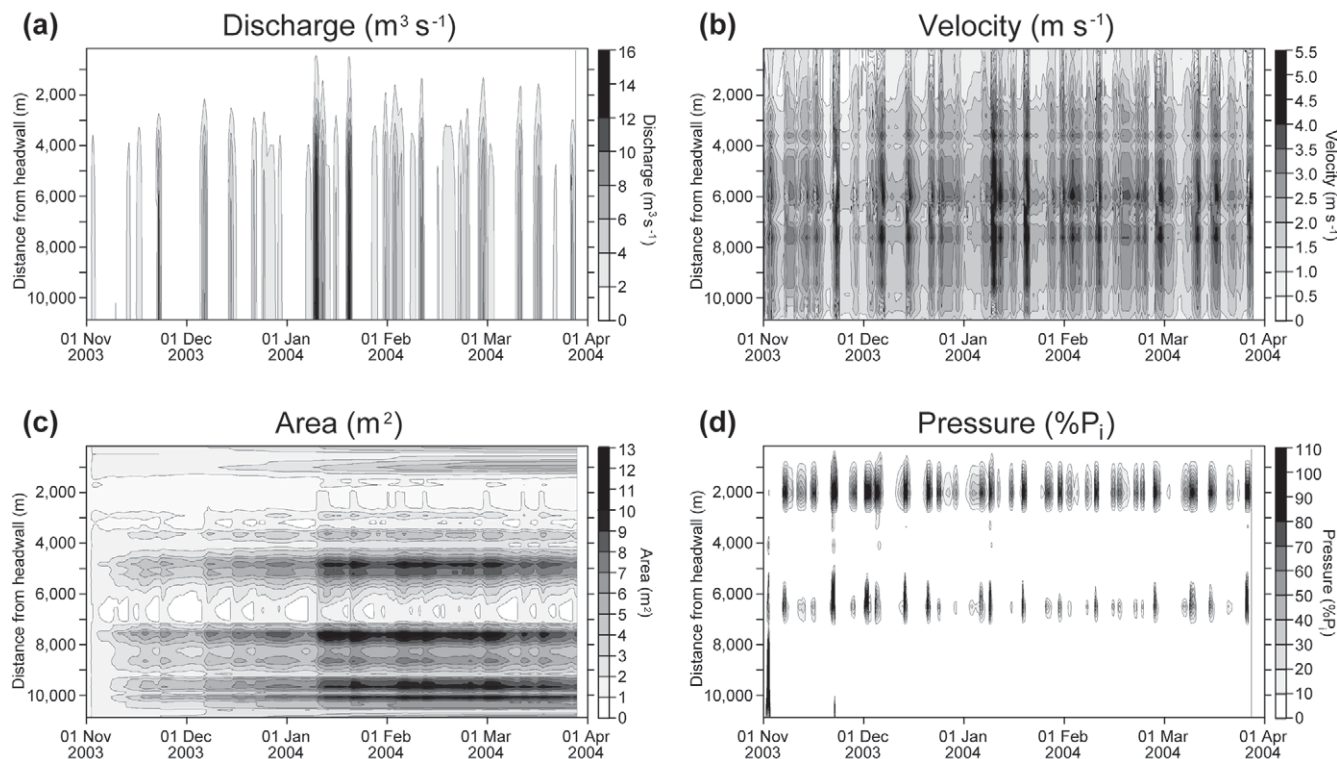 (a) Discharge (m³ s⁻¹)
Distance from headwall (m)
2,000
4,000
6,000
8,000
10,000
01 Nov 2003
01 Dec 2003
01 Jan 2004
01 Feb 2004
01 Mar 2004
01 Apr 2004
16
14
12
10
8
6
4
2
0
Discharge (m³ s⁻¹)
(b) Velocity (m s⁻¹)
Distance from headwall (m)
2,000
4,000
6,000
8,000
10,000
01 Nov 2003
01 Dec 2003
01 Jan 2004
01 Feb 2004
01 Mar 2004
01 Apr 2004
5.5
5.0
4.5
4.0
3.5
3.0
2.5
2.0
1.5
1.0
0.5
0
Velocity (m s⁻¹)
(c) Area (m²)
Distance from headwall (m)
2,000
4,000
6,000
8,000
10,000
01 Nov 2003
01 Dec 2003
01 Jan 2004
01 Feb 2004
01 Mar 2004
01 Apr 2004
13
12
11
10
9
8
7
6
5
4
3
2
1
0
Area (m²)
(d) Pressure (%Pᵢ)
Distance from headwall (m)
2,000
4,000
6,000
8,000
10,000
01 Nov 2003
01 Dec 2003
01 Jan 2004
01 Feb 2004
01 Mar 2004
01 Apr 2004
110
100
90
80
70
60
50
40
30
20
10
0
Pressure (%Pᵢ)